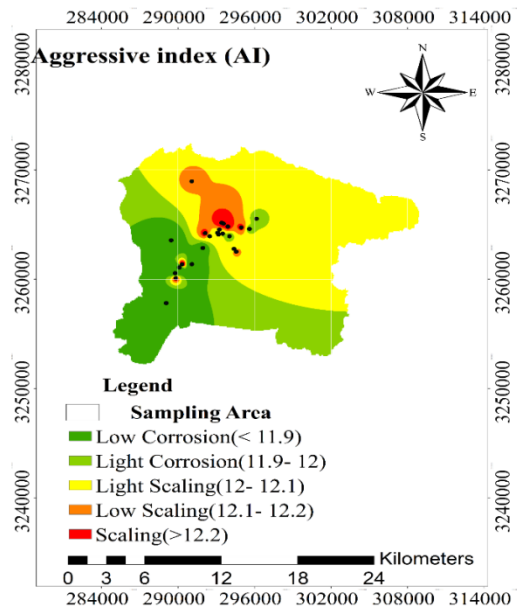 284000 290000 296000 302000 308000 314000
Aggressive index (AI)
N
W E
S
3280000 3280000
3270000 3270000
3260000 3260000
3250000 3250000
3240000 3240000
Legend
Sampling Area
Low Corrosion(< 11.9)
Light Corrosion(11.9- 12)
Light Scaling(12- 12.1)
Low Scaling(12.1- 12.2)
Scaling(>12.2)
Kilometers
0 3 6 12 18 24
284000 290000 296000 302000 308000 314000